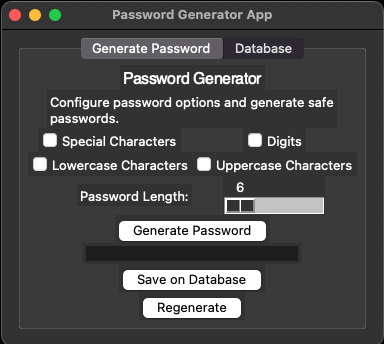 Password Generator App
Generate Password Database
Password Generator
Configure password options and generate safe
passwords.
Special Characters Digits
Lowercase Characters Uppercase Characters
6
Password Length:
Generate Password
Save on Database
Regenerate